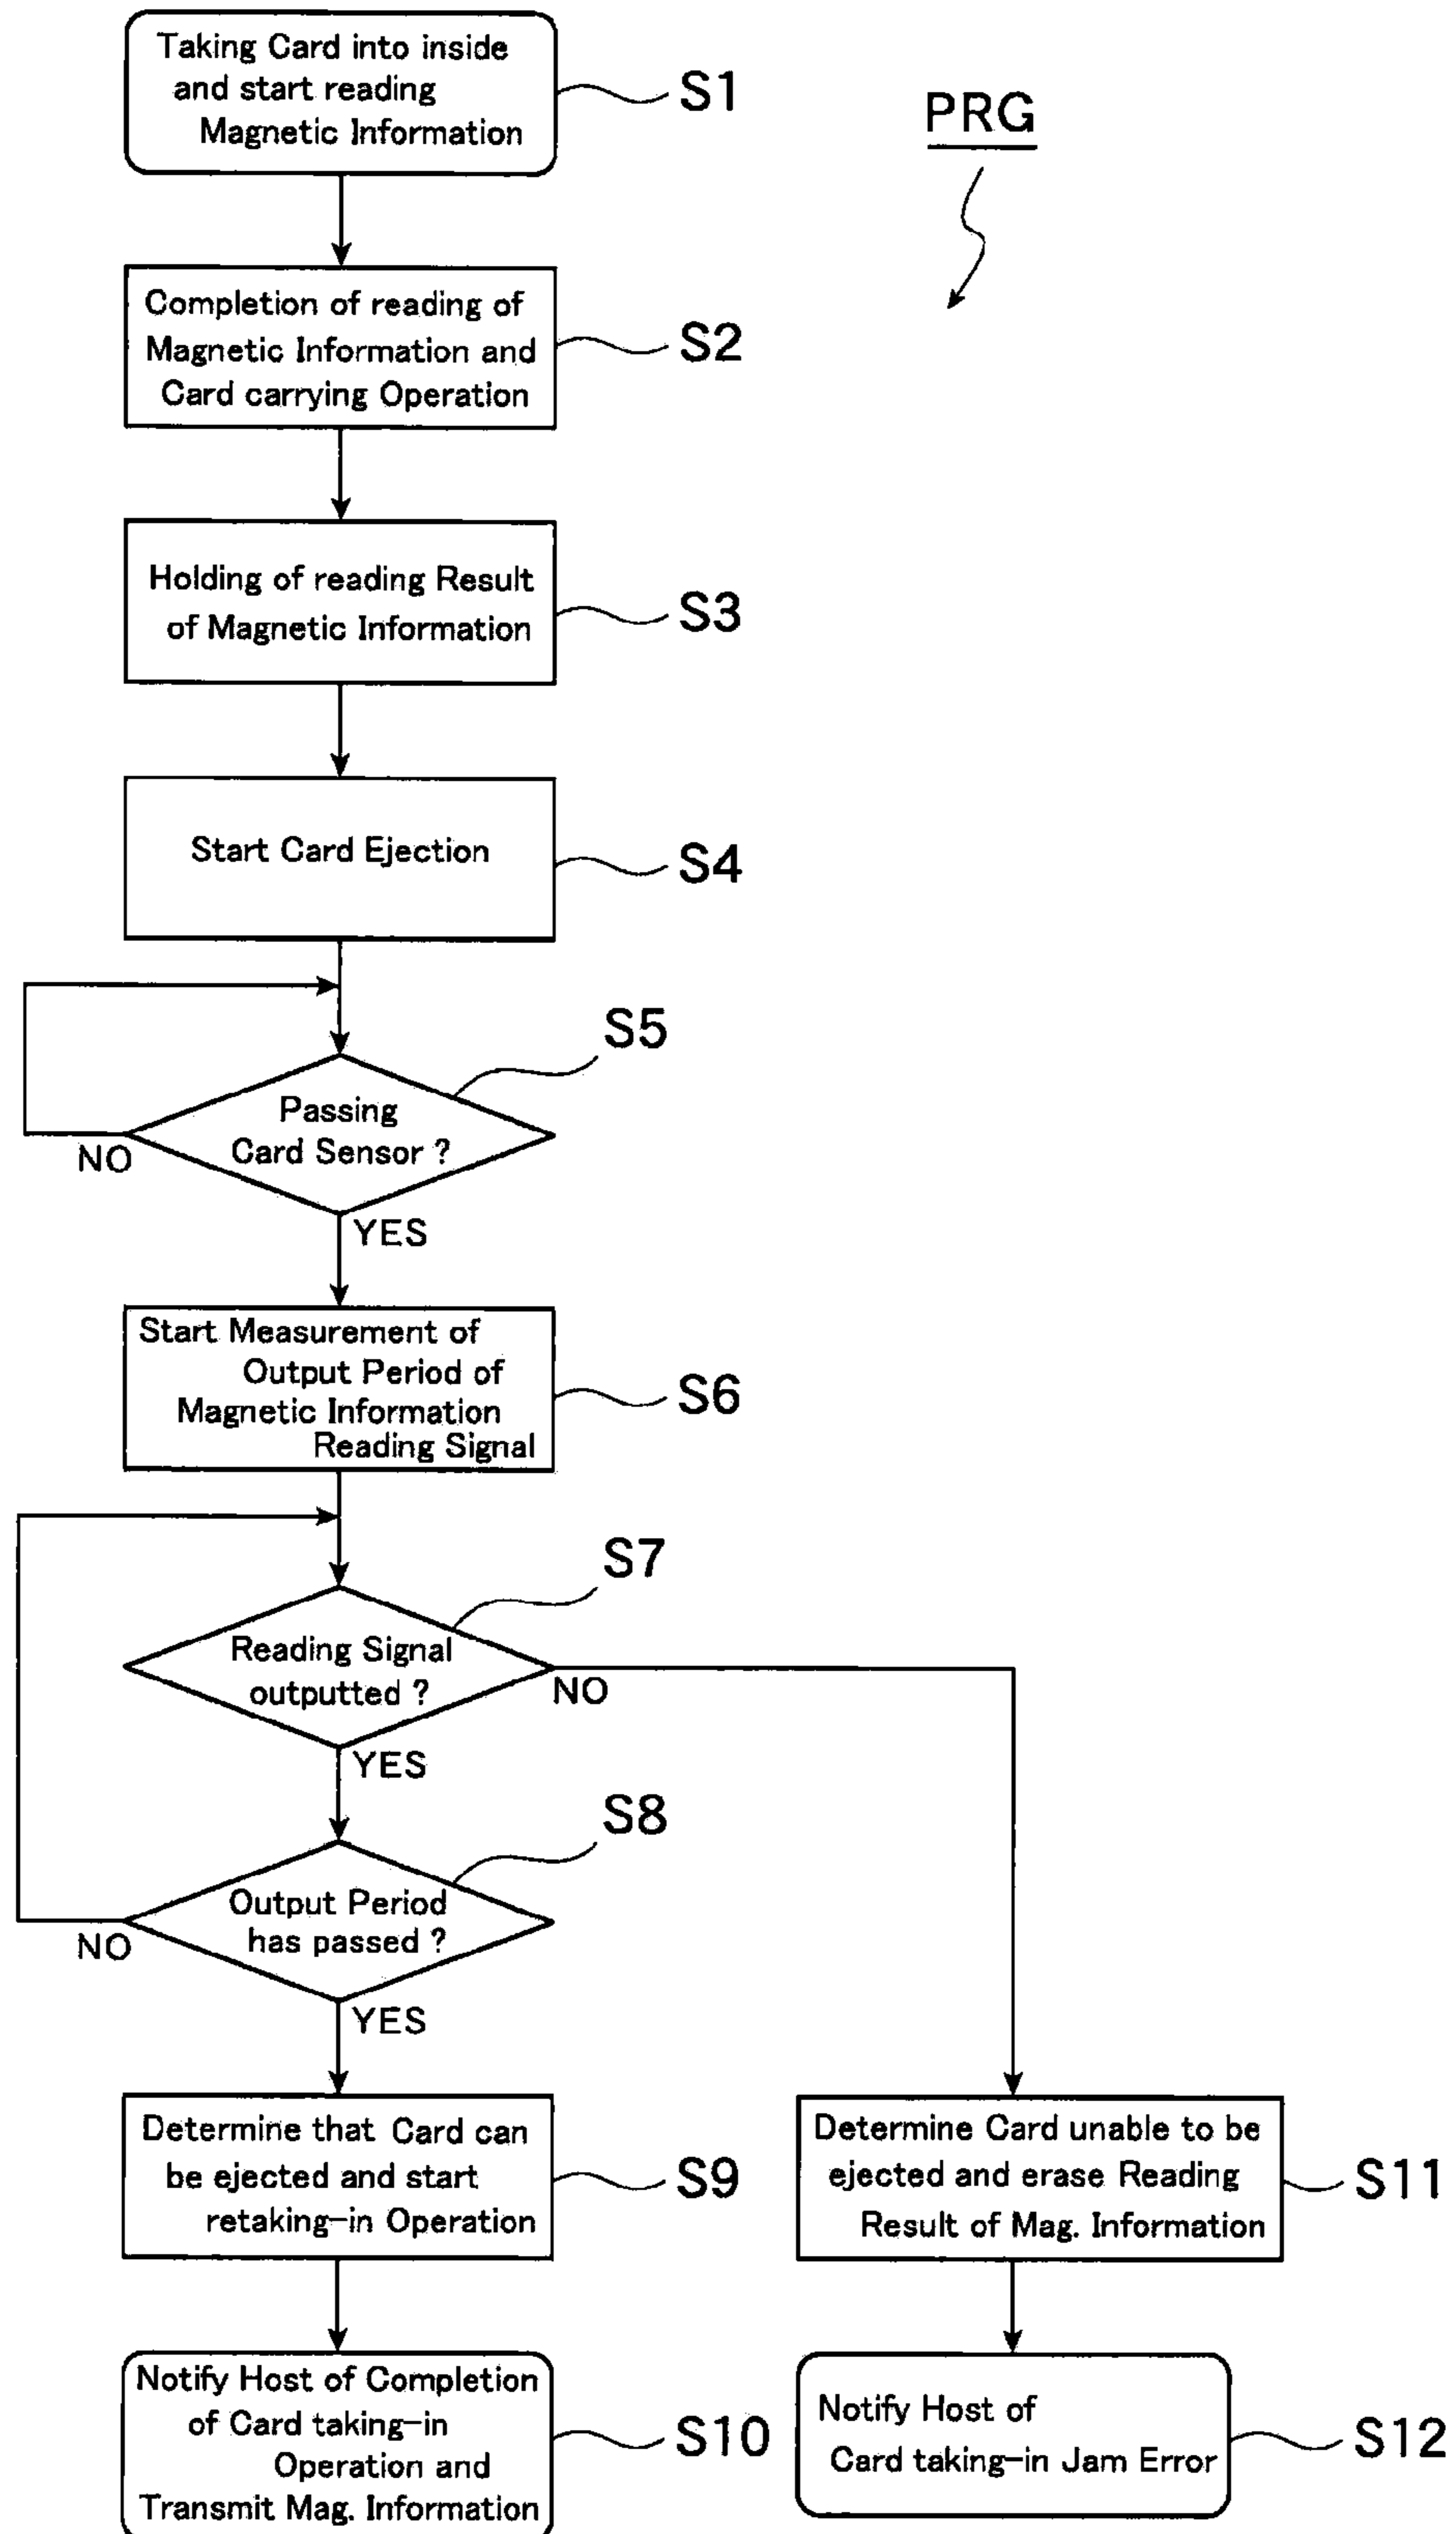 Taking Card into inside
and start reading
Magnetic Information
S1
PRG
Completion of reading of
Magnetic Information and
Card carrying Operation
S2
Holding of reading Result
of Magnetic Information
S3
Start Card Ejection
S4
S5
Passing
Card Sensor ?
NO
YES
Start Measurement of
Output Period of
Magnetic Information
Reading Signal
S6
S7
Reading Signal
outputted ?
NO
YES
S8
Output Period
has passed ?
NO
YES
Determine that Card can
be ejected and start
retaking-in Operation
S9
Determine Card unable to be
ejected and erase Reading
Result of Mag. Information
S11
Notify Host of Completion
of Card taking-in
Operation and
Transmit Mag. Information
S10
Notify Host of
Card taking-in Jam Error
S12